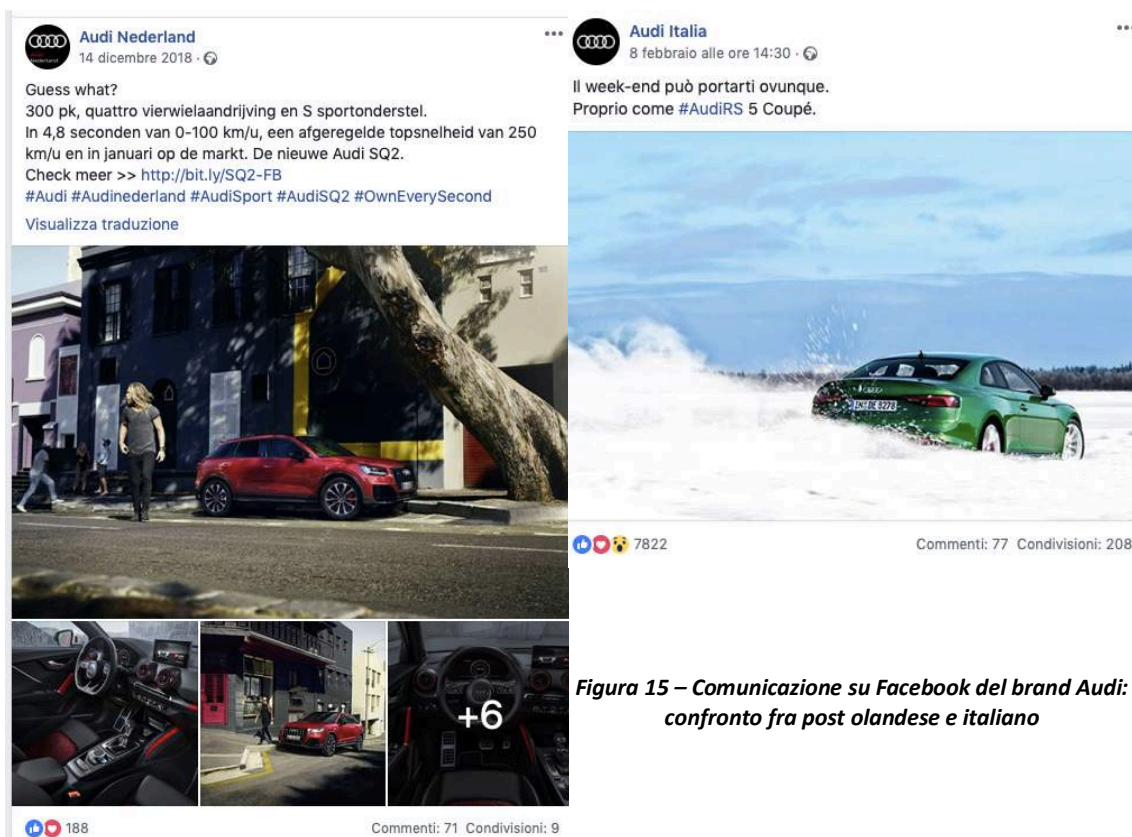 Audi Nederland
14 dicembre 2018 ·
Guess what?
300 pk, quattro vierwielaandrijving en S sportonderstel.
In 4,8 seconden van 0-100 km/u, een afgeregelde topsnelheid van 250
km/u en in januari op de markt. De nieuwe Audi SQ2.
Check meer >> http://bit.ly/SQ2-FB
#Audi #Audinederland #AudiSport #AudiSQ2 #OwnEverySecond
Visualizza traduzione
+6
188
Commenti: 71 Condivisioni: 9
Audi Italia
8 febbraio alle ore 14:30 ·
Il week-end può portarti ovunque.
Proprio come #AudiRS 5 Coupé.
IN DE 8278
7822
Commenti: 77 Condivisioni: 208
Figura 15 – Comunicazione su Facebook del brand Audi:
confronto fra post olandese e italiano